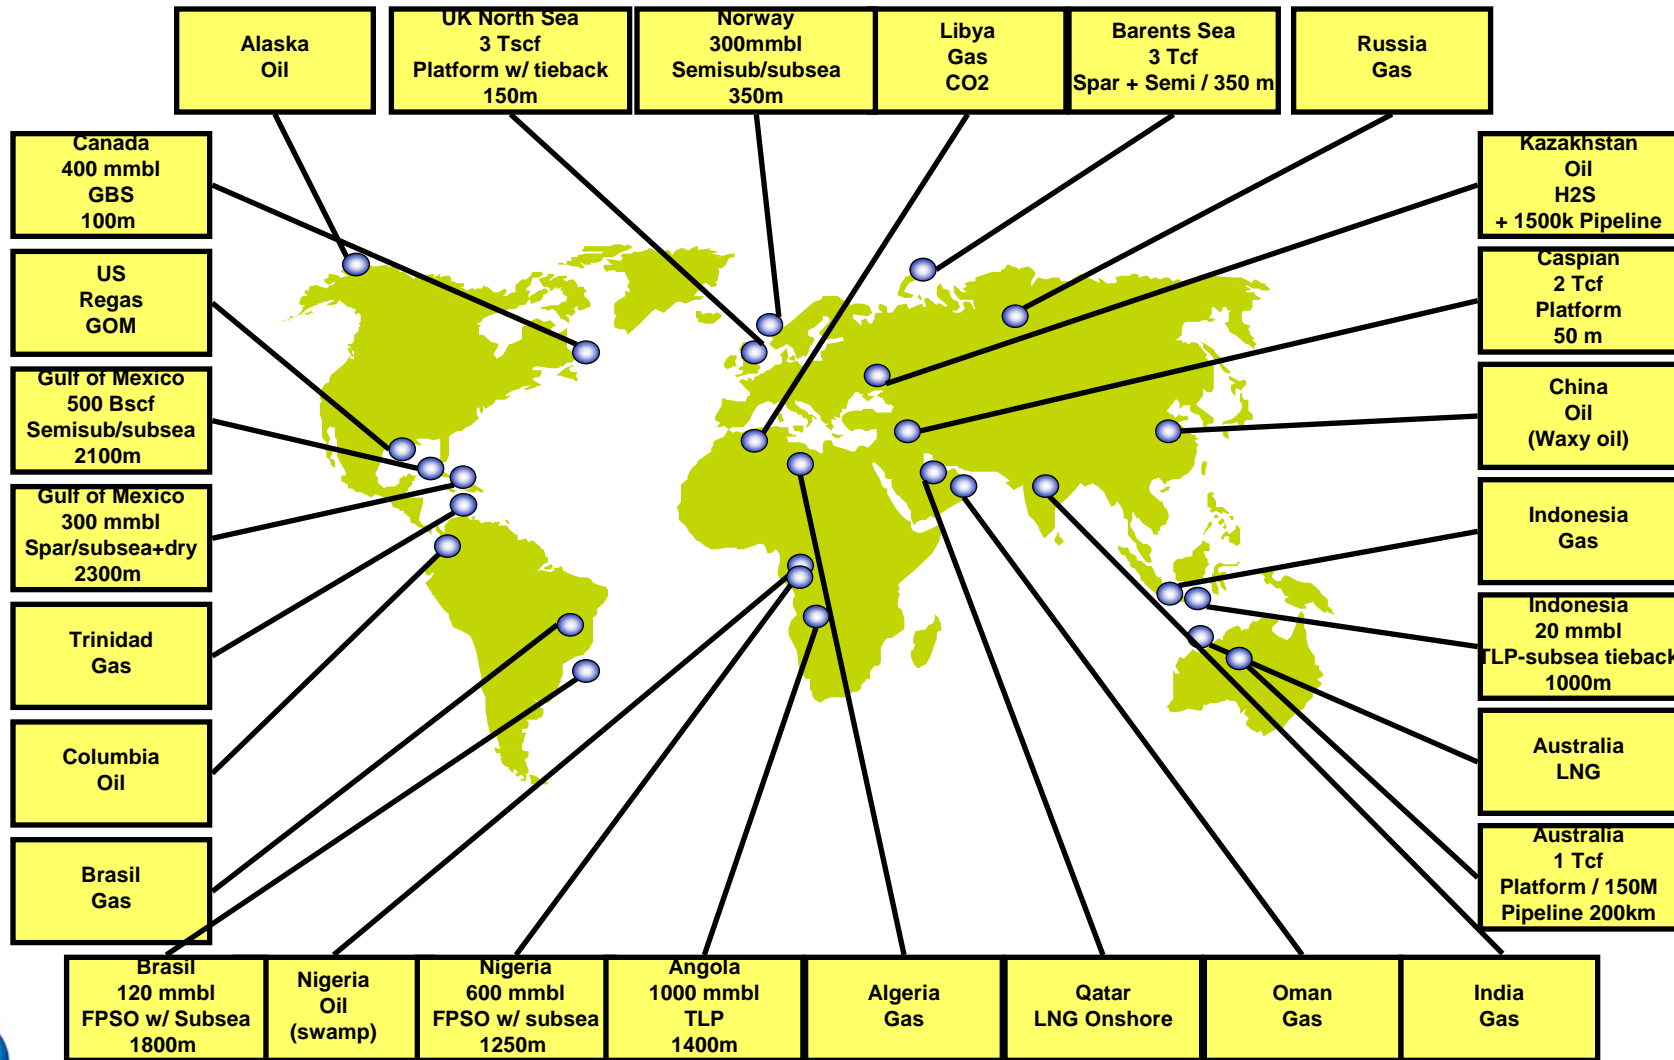 Alaska
Oil
UK North Sea
3 Tscf
Platform w/ tieback
150m
Norway
300mmbl
Semisub/subsea
350m
Libya
Gas
CO2
Barents Sea
3 Tcf
Spar + Semi / 350 m
Russia
Gas
Canada
400 mmbl
GBS
100m
US
Regas
GOM
Gulf of Mexico
500 Bscf
Semisub/subsea
2100m
Gulf of Mexico
300 mmbl
Spar/subsea+dry
2300m
Trinidad
Gas
Columbia
Oil
Brasil
Gas
Kazakhstan
Oil
H2S
+ 1500k Pipeline
Caspian
2 Tcf
Platform
50 m
China
Oil
(Waxy oil)
Indonesia
Gas
Indonesia
20 mmbl
TLP-subsea tieback
1000m
Australia
LNG
Australia
1 Tcf
Platform / 150M
Pipeline 200km
Brasil
120 mmbl
FPSO w/ Subsea
1800m
Nigeria
Oil
(swamp)
Nigeria
600 mmbl
FPSO w/ subsea
1250m
Angola
1000 mmbl
TLP
1400m
Algeria
Gas
Qatar
LNG Onshore
Oman
Gas
India
Gas